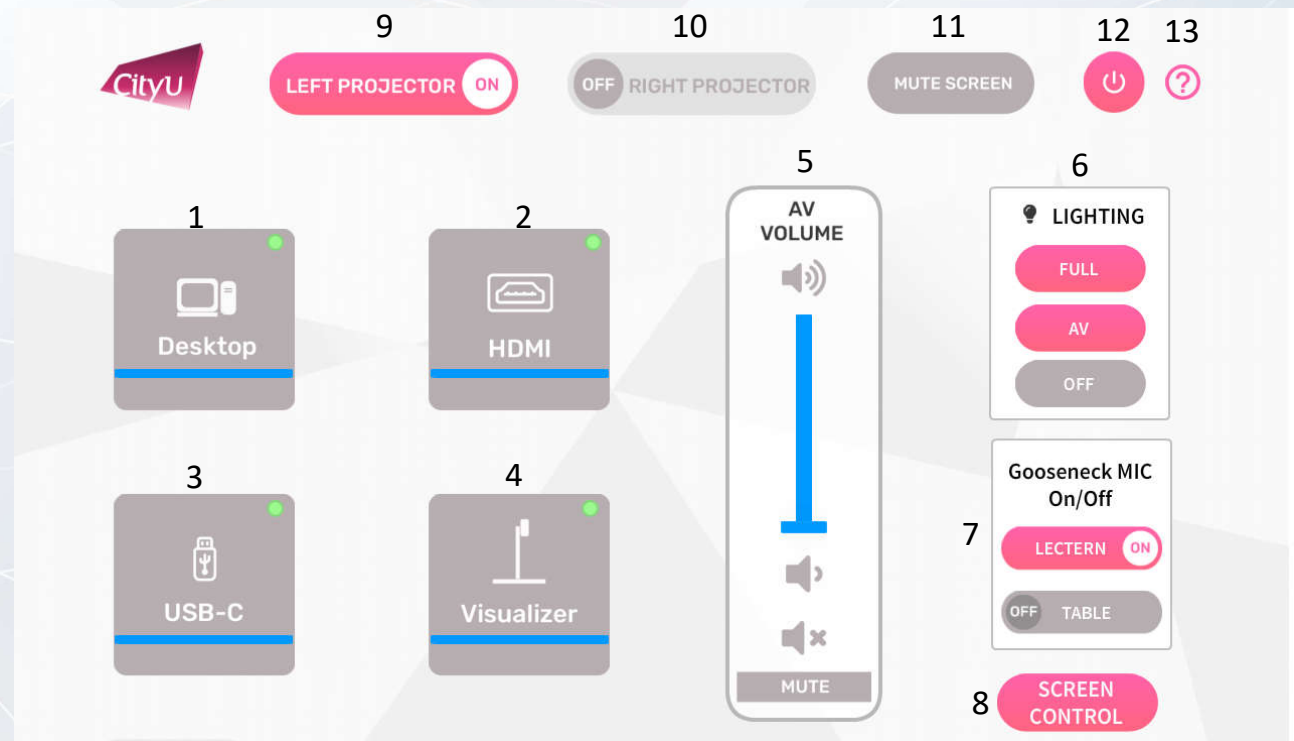 9
10
11
12
13
CityU
LEFT PROJECTOR ON
OFF RIGHT PROJECTOR
MUTE SCREEN
?
1
2
3
4
5
6
Desktop
HDMI
USB-C
Visualizer
AV
VOLUME
MUTE
LIGHTING
FULL
AV
OFF
Gooseneck MIC
On/Off
7
LECTERN ON
OFF TABLE
8
SCREEN
CONTROL